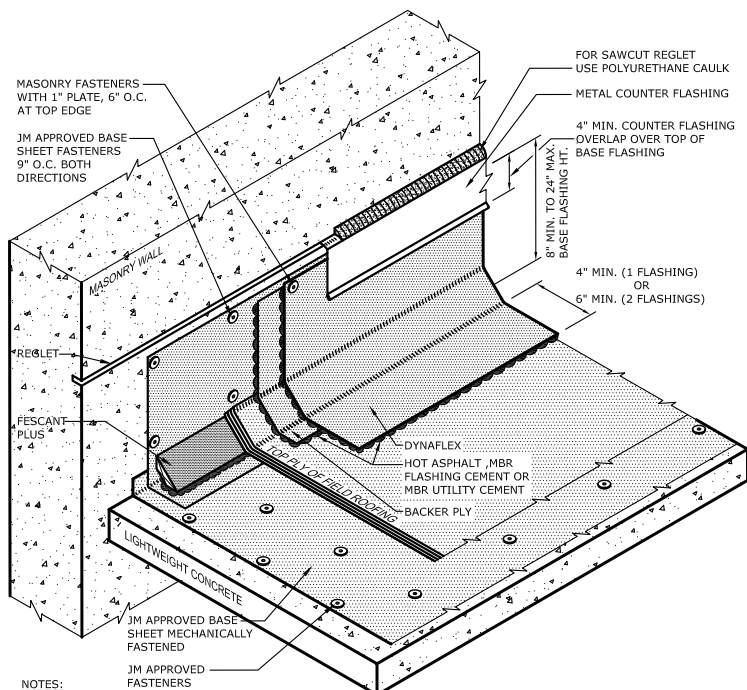 FOR SAWCUT REGLET
USE POLYURETHANE CAULK
METAL COUNTER FLASHING
4" MIN. COUNTER FLASHING
OVERLAP OVER TOP OF
BASE FLASHING
8" MIN. TO 24" MAX.
BASE FLASHING HT.
4" MIN. (1 FLASHING)
OR
6" MIN. (2 FLASHINGS)
MASONRY FASTENERS
WITH 1" PLATE, 6" O.C.
AT TOP EDGE
JM APPROVED BASE
SHEET FASTENERS
9" O.C. BOTH
DIRECTIONS
MASONRY WALL
REGLET
FESCANT
PLUS
DYNAFLEX
HOT ASPHALT ,MBR
FLASHING CEMENT OR
MBR UTILITY CEMENT
BACKER PLY
TOP PLY OF FIELD ROOFING
LIGHTWEIGHT CONCRETE
JM APPROVED BASE
SHEET MECHANICALLY
FASTENED
JM APPROVED
FASTENERS
NOTES: